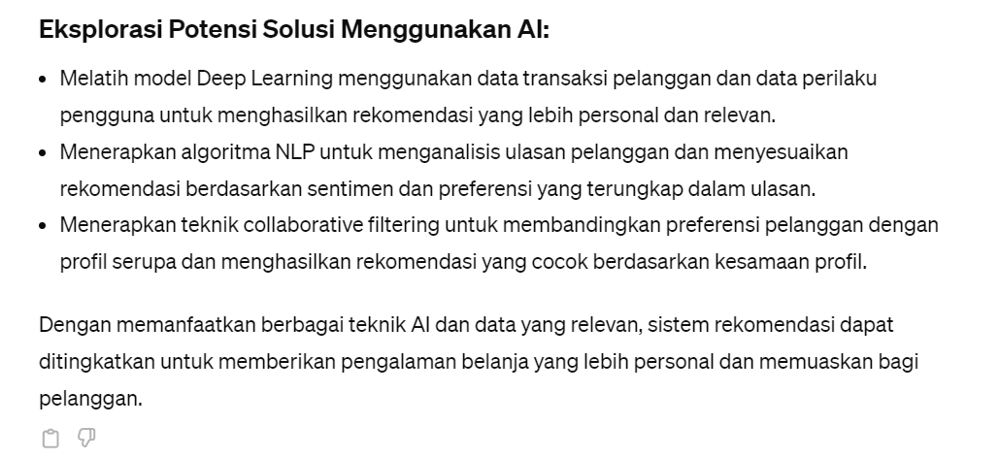 Eksplorasi Potensi Solusi Menggunakan AI:
• Melatih model Deep Learning menggunakan data transaksi pelanggan dan data perilaku
pengguna untuk menghasilkan rekomendasi yang lebih personal dan relevan.
• Menerapkan algoritma NLP untuk menganalisis ulasan pelanggan dan menyesuaikan
rekomendasi berdasarkan sentimen dan preferensi yang terungkap dalam ulasan.
• Menerapkan teknik collaborative filtering untuk membandingkan preferensi pelanggan dengan
profil serupa dan menghasilkan rekomendasi yang cocok berdasarkan kesamaan profil.
Dengan memanfaatkan berbagai teknik AI dan data yang relevan, sistem rekomendasi dapat
ditingkatkan untuk memberikan pengalaman belanja yang lebih personal dan memuaskan bagi
pelanggan.